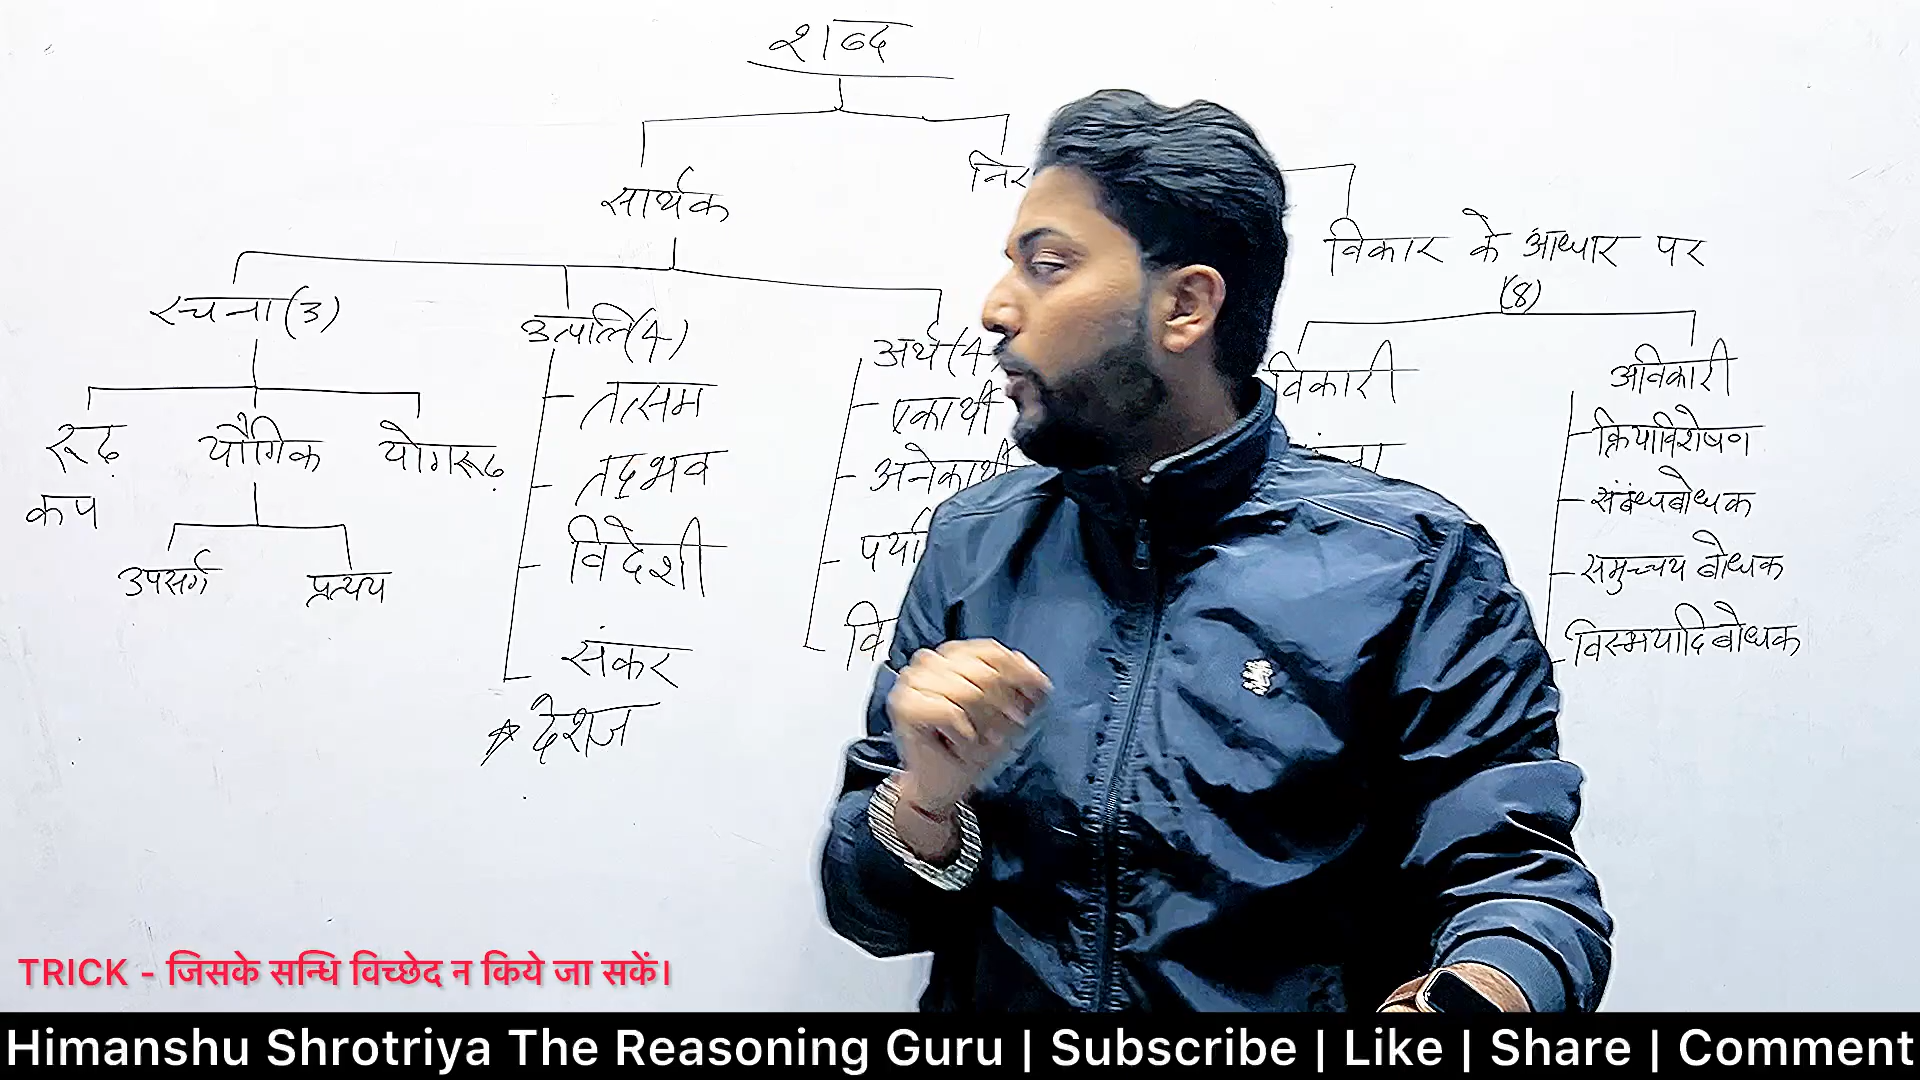 शब्द
सार्थक
विकार के आधार पर
(8)
रचना (3)
उत्पत्ति (4)
अर्थ (4
विकारी
अविकारी
रूढ़
यौगिक
योगरूढ़
कप
उपसर्ग
प्रत्यय
तत्सम
तद्भव
विदेशी
संकर
देशज
एकार्थी
अनेकार्थी
क्रियाविशेषण
संबंधबोधक
समुच्चय बोधक
विस्मयादिबोधक
TRICK - जिसके सन्धि विच्छेद न किये जा सकें।
Himanshu Shrotriya The Reasoning Guru | Subscribe | Like | Share | Comment